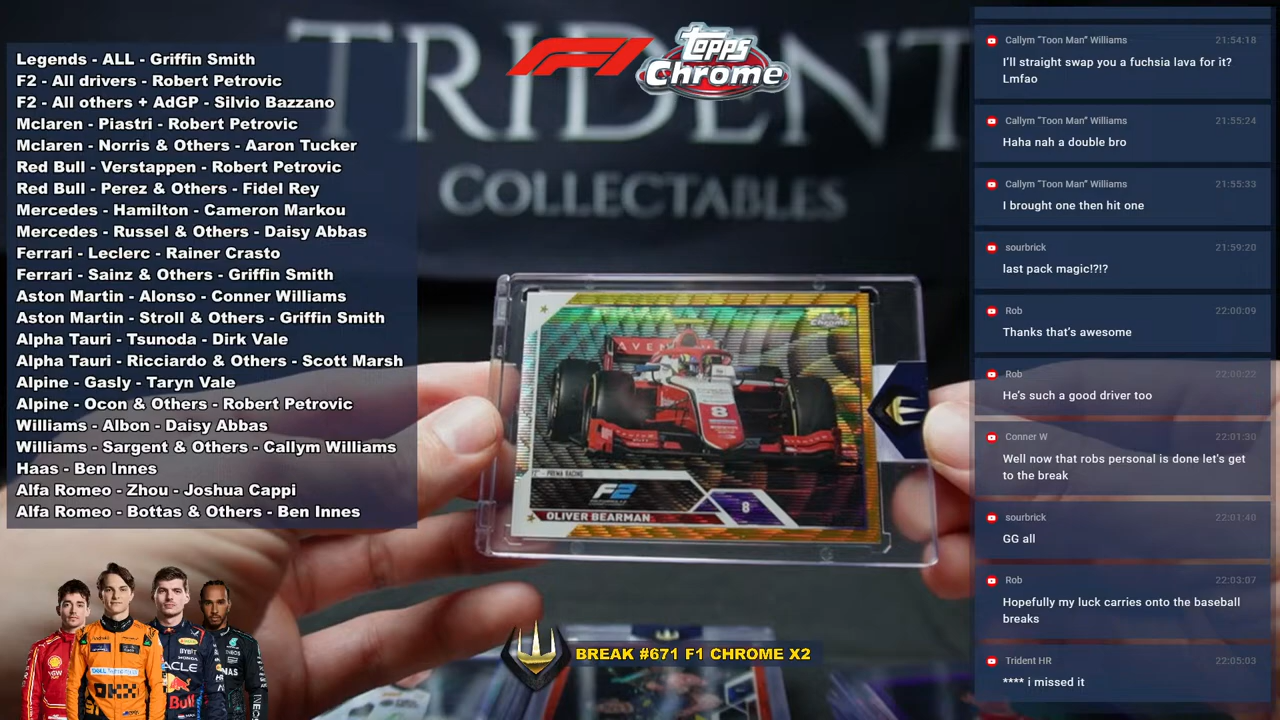 TRIDENT
COLLECTABLES
F1
Topps
Chrome
Legends - ALL - Griffin Smith
F2 - All drivers - Robert Petrovic
F2 - All others + AdGP - Silvio Bazzano
Mclaren - Piastri - Robert Petrovic
Mclaren - Norris & Others - Aaron Tucker
Red Bull - Verstappen - Robert Petrovic
Red Bull - Perez & Others - Fidel Rey
Mercedes - Hamilton - Cameron Markou
Mercedes - Russel & Others - Daisy Abbas
Ferrari - Leclerc - Rainer Crasto
Ferrari - Sainz & Others - Griffin Smith
Aston Martin - Alonso - Conner Williams
Aston Martin - Stroll & Others - Griffin Smith
Alpha Tauri - Tsunoda - Dirk Vale
Alpha Tauri - Ricciardo & Others - Scott Marsh
Alpine - Gasly - Taryn Vale
Alpine - Ocon & Others - Robert Petrovic
Williams - Albon - Daisy Abbas
Williams - Sargent & Others - Callym Williams
Haas - Ben Innes
Alfa Romeo - Zhou - Joshua Cappi
Alfa Romeo - Bottas & Others - Ben Innes
Chrome
8
F2 - PREMA RACING
F2
8
OLIVER BEARMAN
BREAK #671 F1 CHROME X2
Callym "Toon Man" Williams 21:54:18
I'll straight swap you a fuchsia lava for it?
Lmfao
Callym "Toon Man" Williams 21:55:24
Haha nah a double bro
Callym "Toon Man" Williams 21:55:33
I brought one then hit one
sourbrick 21:59:20
last pack magic!?!?
Rob 22:00:09
Thanks that's awesome
Rob 22:00:22
He's such a good driver too
Conner W 22:01:30
Well now that robs personal is done let's get
to the break
sourbrick 22:01:40
GG all
Rob 22:03:07
Hopefully my luck carries onto the baseball
breaks
Trident HR 22:05:03
**** i missed it